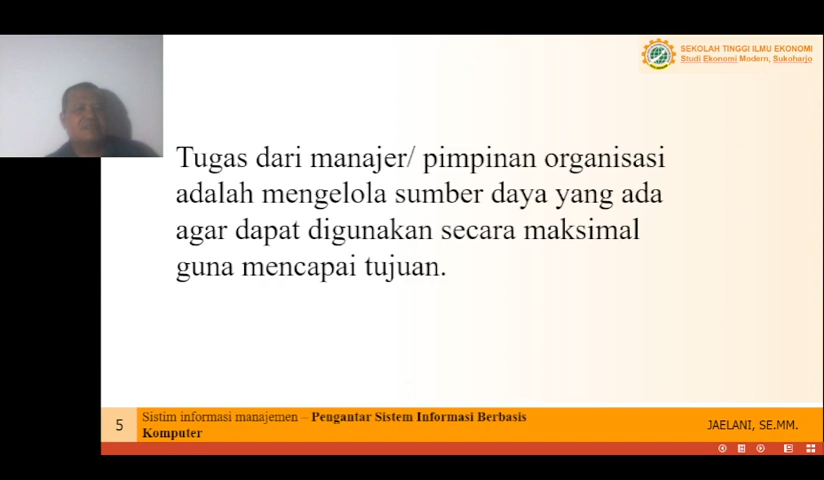 SEKOLAH TINGGI ILMU EKONOMI
Studi Ekonomi Modern, Sukoharjo
Tugas dari manajer/ pimpinan organisasi
adalah mengelola sumber daya yang ada
agar dapat digunakan secara maksimal
guna mencapai tujuan.
5
Sistim informasi manajemen – Pengantar Sistem Informasi Berbasis
Komputer
JAELANI, SE.MM.